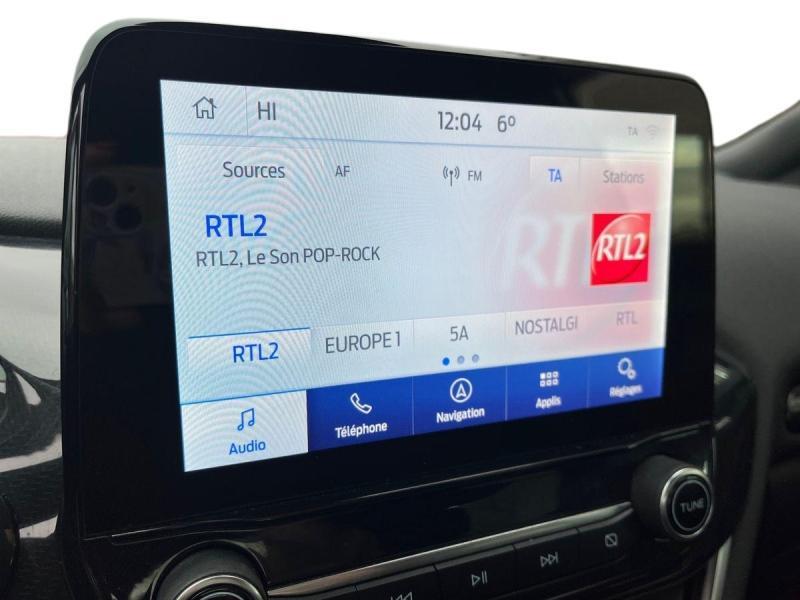 HI 12:04 6° TA
Sources AF FM TA Stations
RTL2
RTL2, Le Son POP-ROCK
RTL2
RTL2 EUROPE 1 5A NOSTALGI RTL
Audio Téléphone Navigation Applis Réglages
TUNE